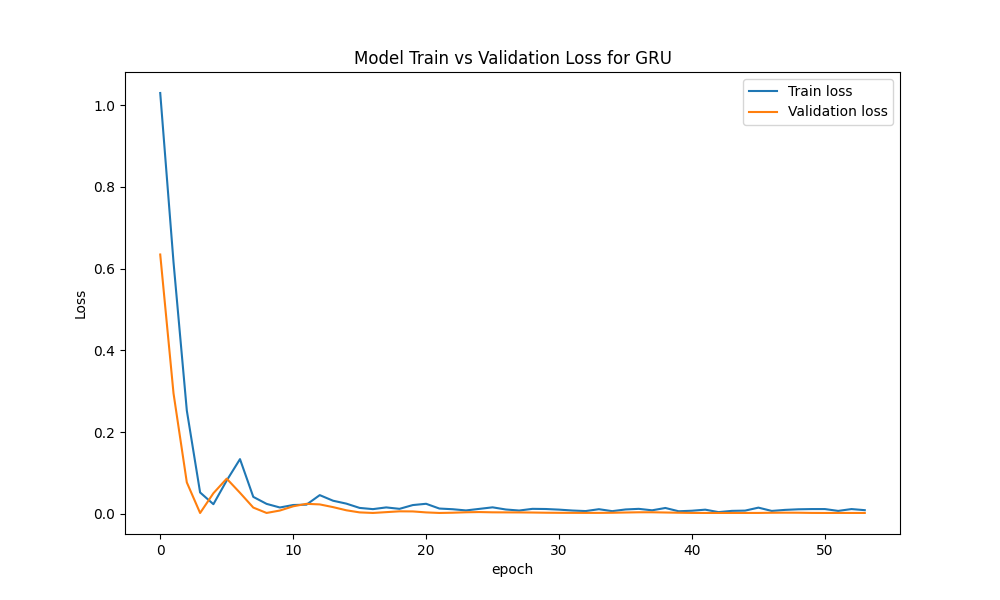 Model Train vs Validation Loss for GRU
Train loss
Validation loss
1.0
0.8
0.6
0.4
0.2
0.0
Loss
0 10 20 30 40 50
epoch